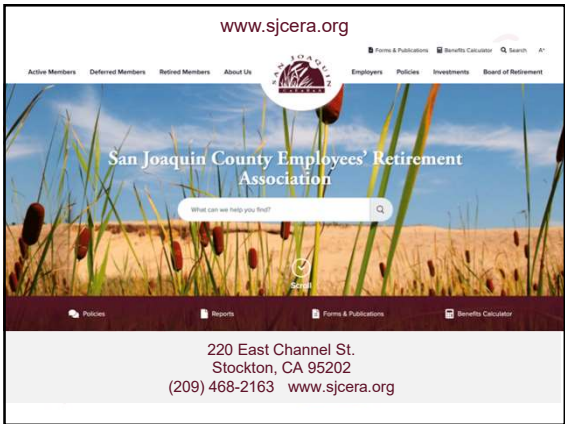 www.sjcera.org
Forms & Publications Benefits Calculator Search A+
Active Members Deferred Members Retired Members About Us Employers Policies Investments Board of Retirement
SAN JOAQUIN
San Joaquin County Employees' Retirement
Association
What can we help you find?
Scroll
Policies Reports Forms & Publications Benefits Calculator
220 East Channel St.
Stockton, CA 95202
(209) 468-2163 www.sjcera.org